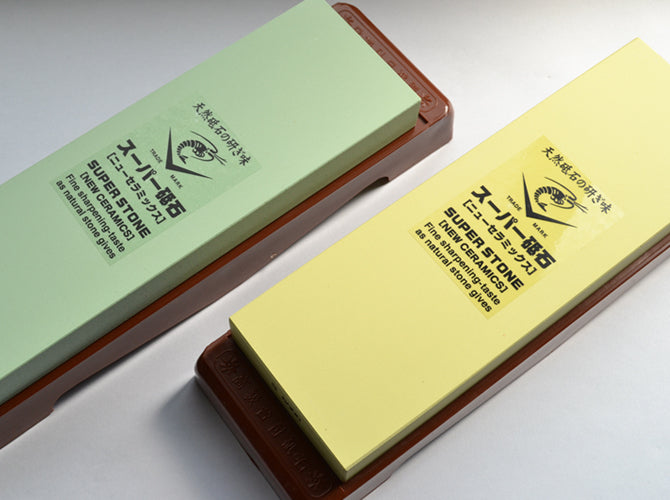 天然砥石の研ぎ味
TRADE MARK
スーパー砥石
[ニューセラミックス]
SUPER STONE
[NEW CERAMICS]
Fine sharpening-taste
as natural stone gives
天然砥石の研ぎ味
TRADE MARK
スーパー砥石
[ニューセラミックス]
SUPER STONE
[NEW CERAMICS]
Fine sharpening-taste
as natural stone gives